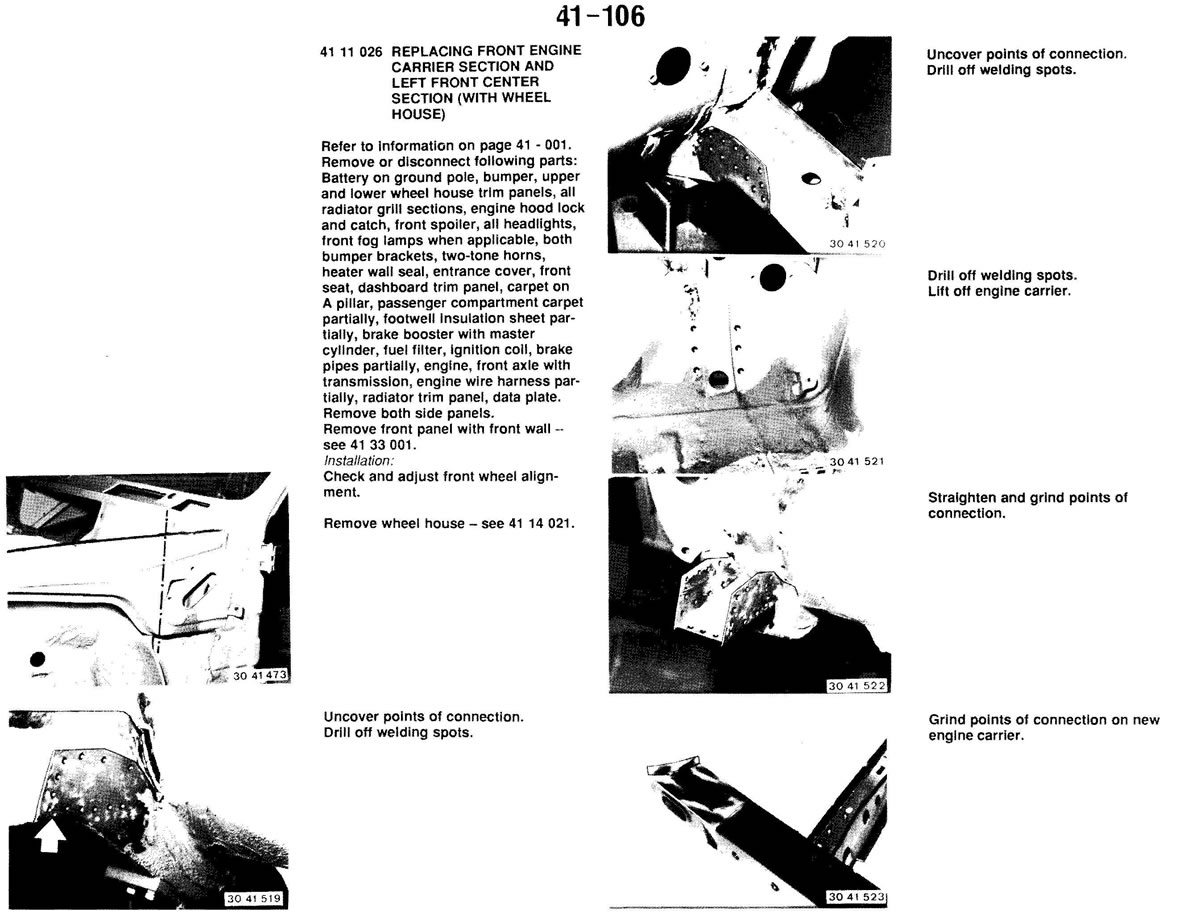 41-106
41 11 026 REPLACING FRONT ENGINE
CARRIER SECTION AND
LEFT FRONT CENTER
SECTION (WITH WHEEL
HOUSE)
Refer to information on page 41 - 001.
Remove or disconnect following parts:
Battery on ground pole, bumper, upper
and lower wheel house trim panels, all
radiator grill sections, engine hood lock
and catch, front spoiler, all headlights,
front fog lamps when applicable, both
bumper brackets, two-tone horns,
heater wall seal, entrance cover, front
seat, dashboard trim panel, carpet on
A pillar, passenger compartment carpet
partially, footwell insulation sheet par-
tially, brake booster with master
cylinder, fuel filter, ignition coil, brake
pipes partially, engine, front axle with
transmission, engine wire harness par-
tially, radiator trim panel, data plate.
Remove both side panels.
Remove front panel with front wall --
see 41 33 001.
Installation:
Check and adjust front wheel align-
ment.
Remove wheel house – see 41 14 021.
30 41 473
Uncover points of connection.
Drill off welding spots.
30 41 519
Uncover points of connection.
Drill off welding spots.
30 41 520
Drill off welding spots.
Lift off engine carrier.
30 41 521
Straighten and grind points of
connection.
30 41 522
Grind points of connection on new
engine carrier.
30 41 523